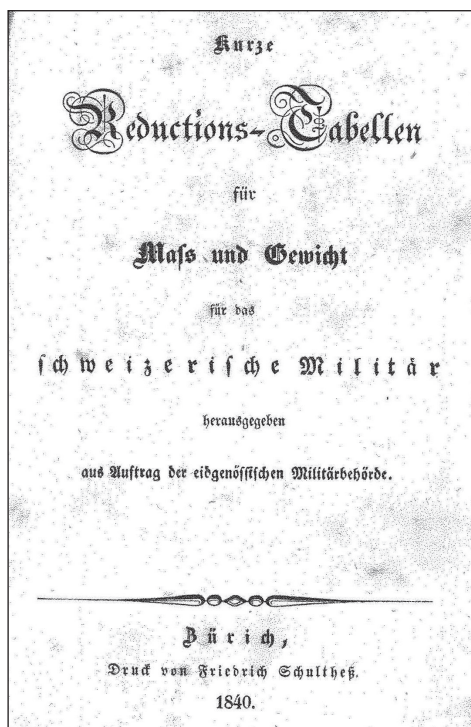 Kurze
Reductions-Tabellen
für
Maſs und Gewicht
für das
ſchweizeriſche Militär
herausgegeben
aus Auftrag der eidgenöſſiſchen Militärbehörde.
Zürich,
Druck von Friedrich Schultheß.
1840.